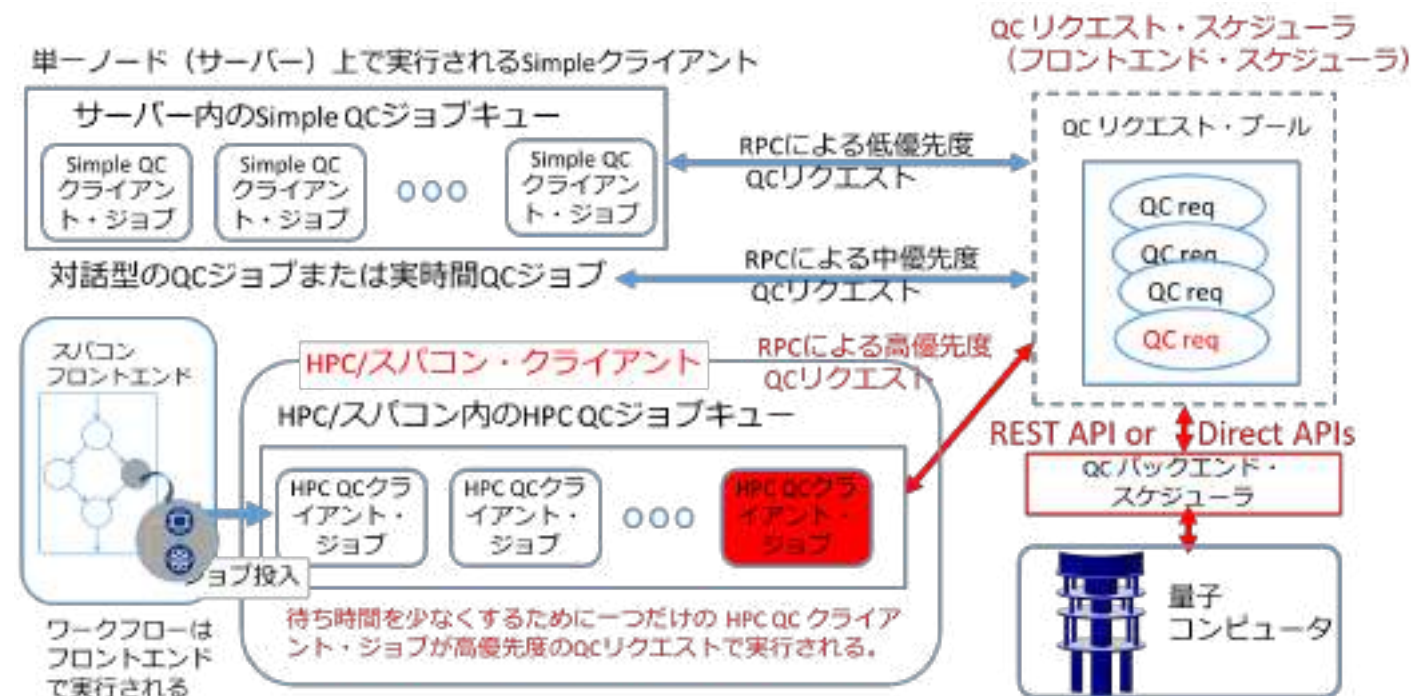 QC リクエスト・スケジューラ
（フロントエンド・スケジューラ）
単一ノード（サーバー）上で実行されるSimpleクライアント
サーバー内のSimple QCジョブキュー
Simple QC
クライアン
ト・ジョブ
Simple QC
クライアン
ト・ジョブ
Simple QC
クライアン
ト・ジョブ
RPCによる低優先度
QCリクエスト
QC リクエスト・プール
QC req
QC req
QC req
QC req
対話型のQCジョブまたは実時間QCジョブ
RPCによる中優先度
QCリクエスト
スパコン
フロントエンド
HPC/スパコン・クライアント
RPCによる高優先度
QCリクエスト
HPC/スパコン内のHPC QCジョブキュー
HPC QCクラ
イアント・
ジョブ
HPC QCクラ
イアント・
ジョブ
HPC QCクラ
イアント・
ジョブ
ジョブ投入
待ち時間を少なくするために一つだけの HPC QC クライア
ント・ジョブが高優先度のQCリクエストで実行される。
ワークフローは
フロントエンド
で実行される
REST API or Direct APIs
QC バックエンド・
スケジューラ
量子
コンピュータ